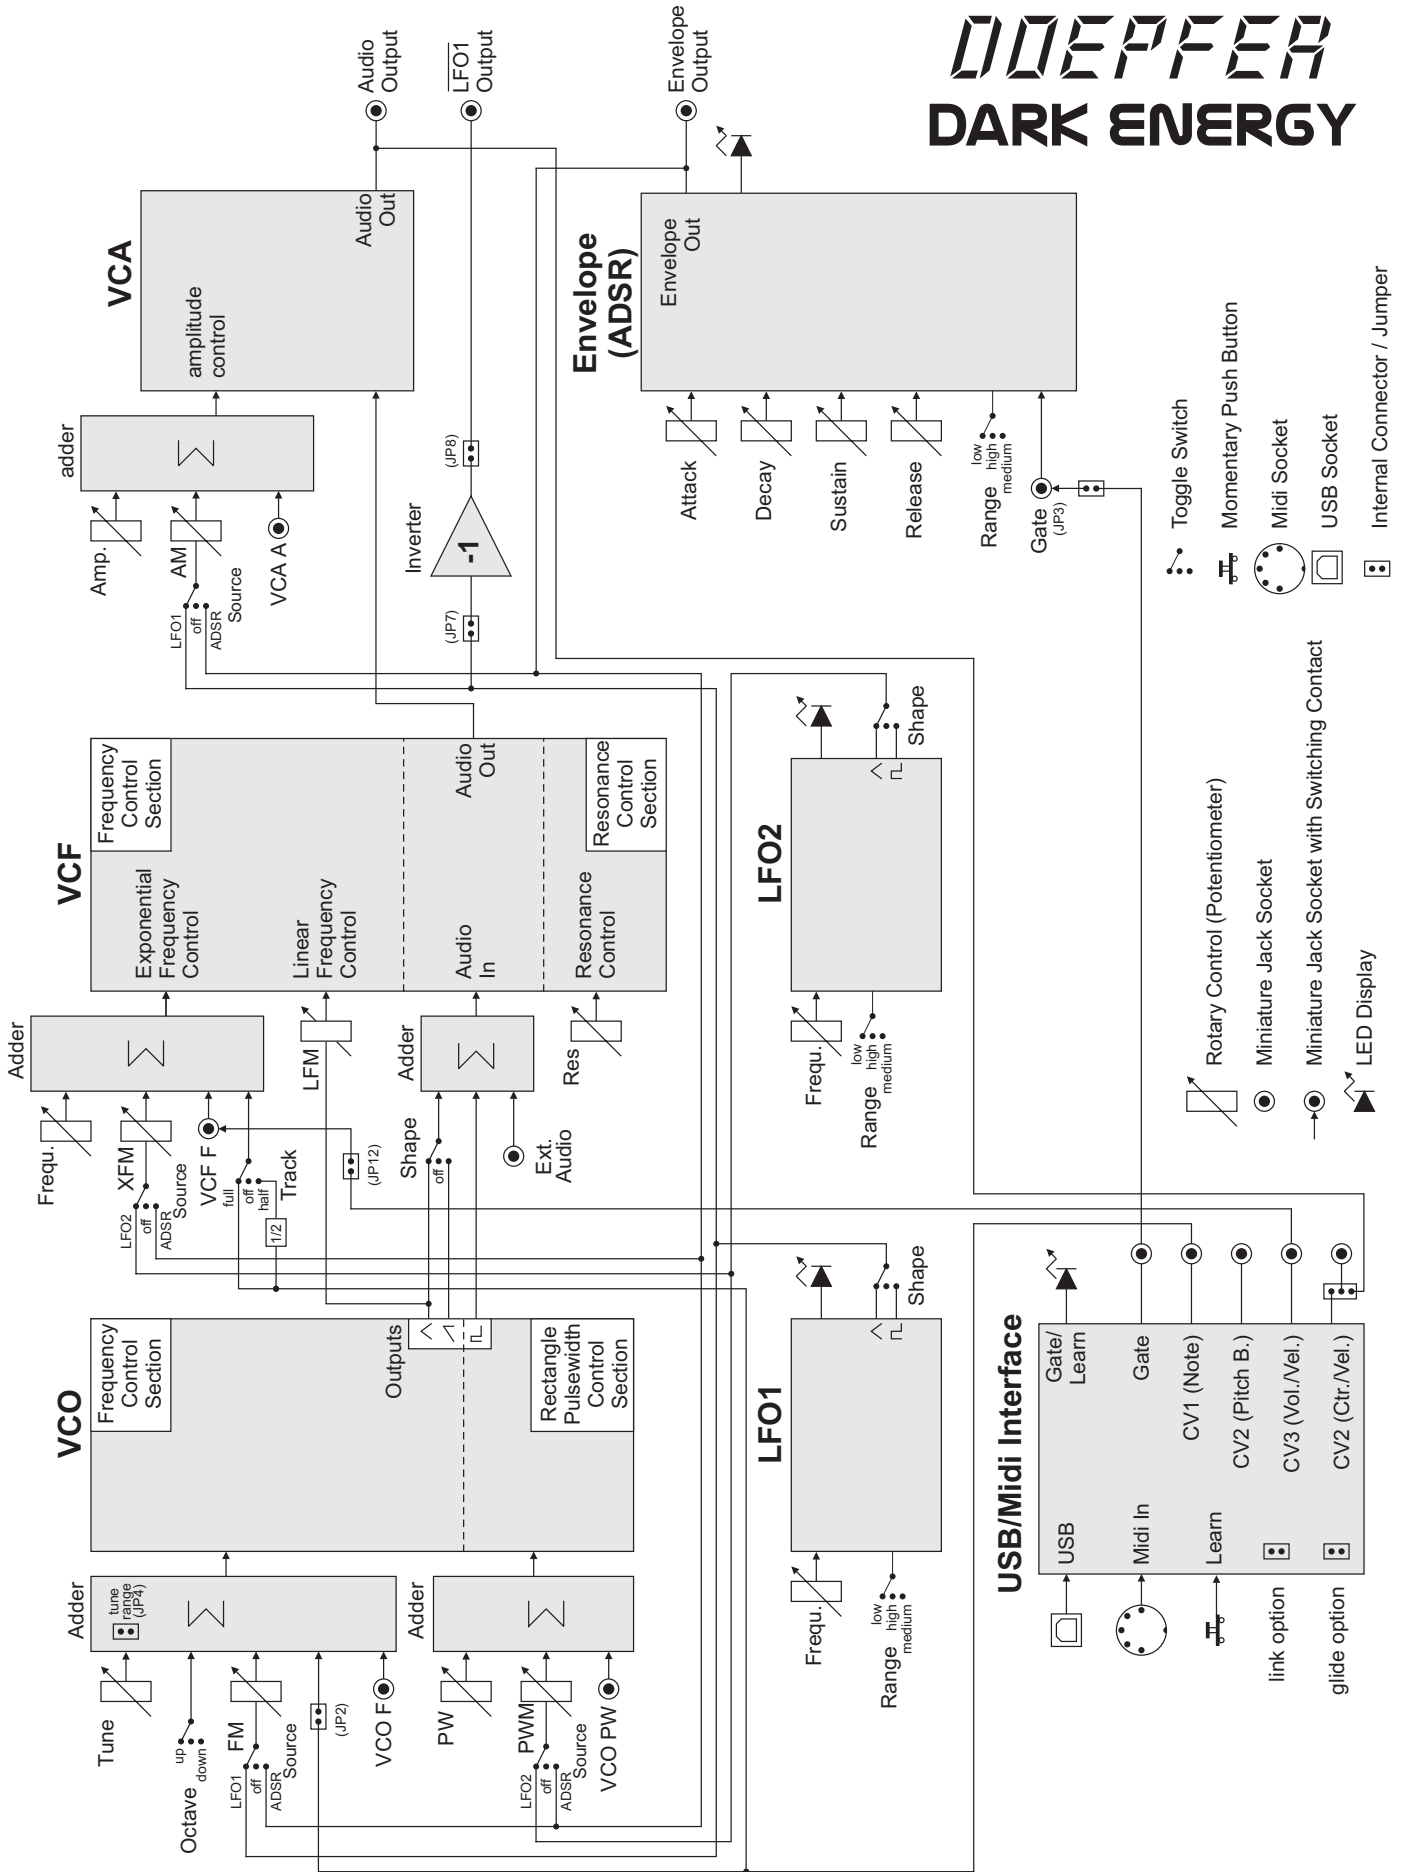 DOEPFER
DARK ENERGY
VCO
Frequency
Control
Section
Outputs
Rectangle
Pulsewidth
Control
Section
Adder
tune
range
(JP4)
Tune
Octave
up
down
FM
LFO1
off
ADSR
Source
(JP2)
VCO F
Adder
PW
PWM
LFO2
off
ADSR
Source
VCO PW
VCF
Frequency
Control
Section
Exponential
Frequency
Control
Linear
Frequency
Control
Audio
In
Audio
Out
Resonance
Control
Resonance
Control
Section
Adder
Frequ.
XFM
LFO2
off
ADSR
Source
VCF F
full
off
half
Track
1/2
(JP12)
LFM
Adder
Shape
off
Ext.
Audio
Res
VCA
amplitude
control
Audio
Out
adder
Amp.
AM
LFO1
off
ADSR
Source
VCA A
Inverter
-1
(JP7)
(JP8)
Audio
Output
LFO1
Output
Envelope
Output
Envelope
(ADSR)
Envelope
Out
Attack
Decay
Sustain
Release
Range
low
high
medium
Gate
(JP3)
LFO1
Frequ.
Range
low
high
medium
Shape
LFO2
Frequ.
Range
low
high
medium
Shape
USB/Midi Interface
USB
Midi In
Learn
link option
glide option
Gate/
Learn
Gate
CV1 (Note)
CV2 (Pitch B.)
CV3 (Vol./Vel.)
CV2 (Ctr./Vel.)
Rotary Control (Potentiometer)
Miniature Jack Socket
Miniature Jack Socket with Switching Contact
LED Display
Toggle Switch
Momentary Push Button
Midi Socket
USB Socket
Internal Connector / Jumper